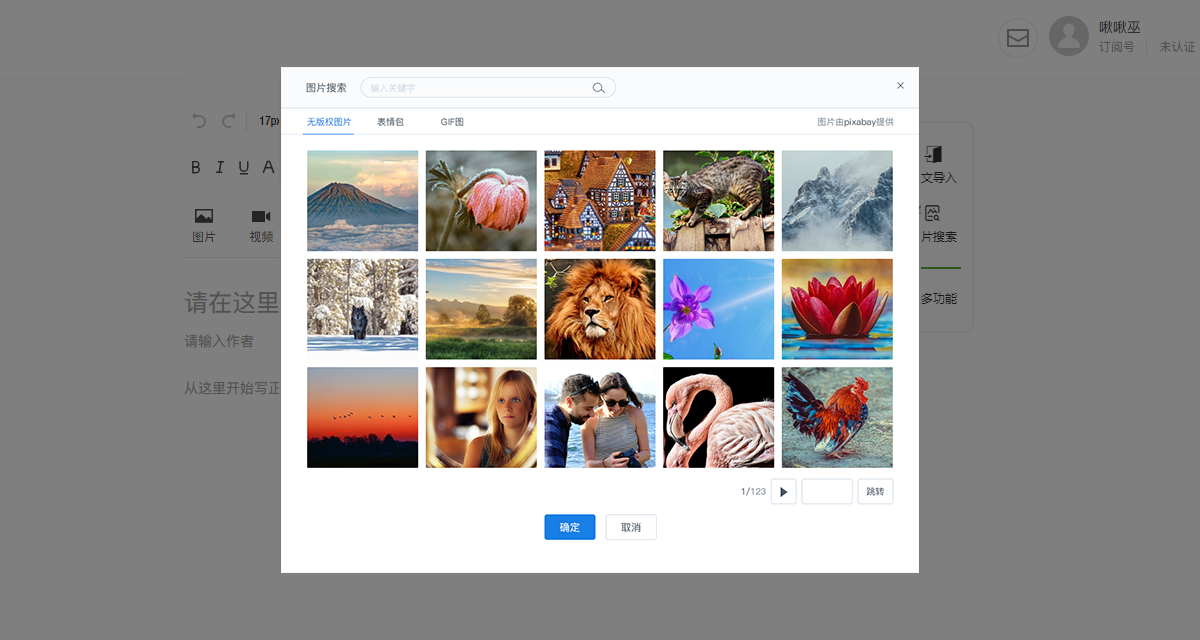 啾啾巫
订阅号 未认证
图片搜索 输入关键字
无版权图片 表情包 GIF图 图片由pixabay提供
17px
B I U A
文导入
图片 视频
片搜索
请在这里
多功能
请输入作者
从这里开始写正
1/123 跳转
确定 取消